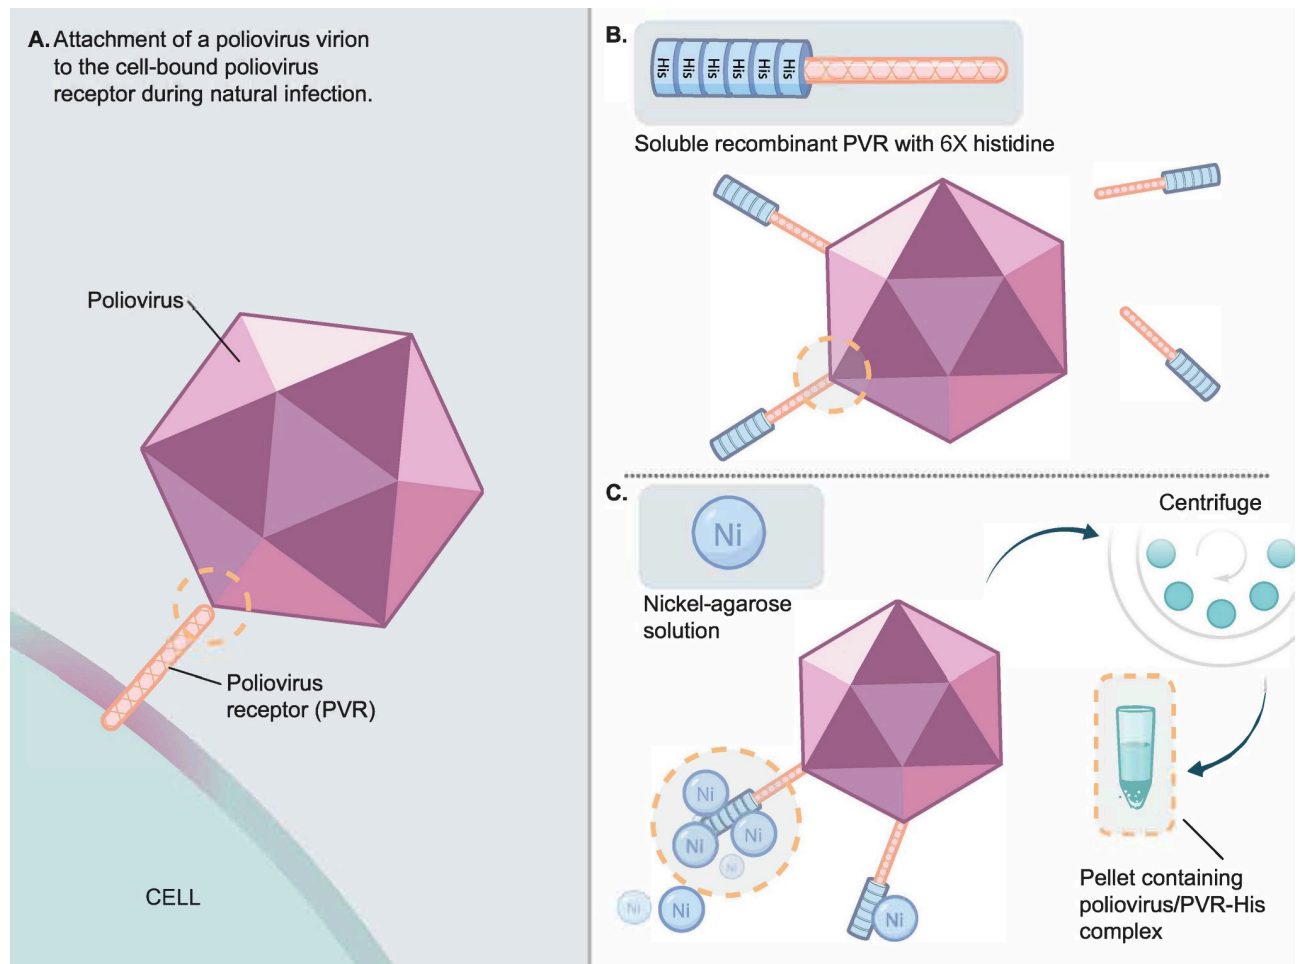 A. Attachment of a poliovirus virion
to the cell-bound poliovirus
receptor during natural infection.
Poliovirus
Poliovirus
receptor (PVR)
CELL
B.
His His His His His His
Soluble recombinant PVR with 6X histidine
C.
Ni
Nickel-agarose
solution
Centrifuge
Ni
Ni
Ni
Ni
Ni
Ni
Ni
Pellet containing
poliovirus/PVR-His
complex